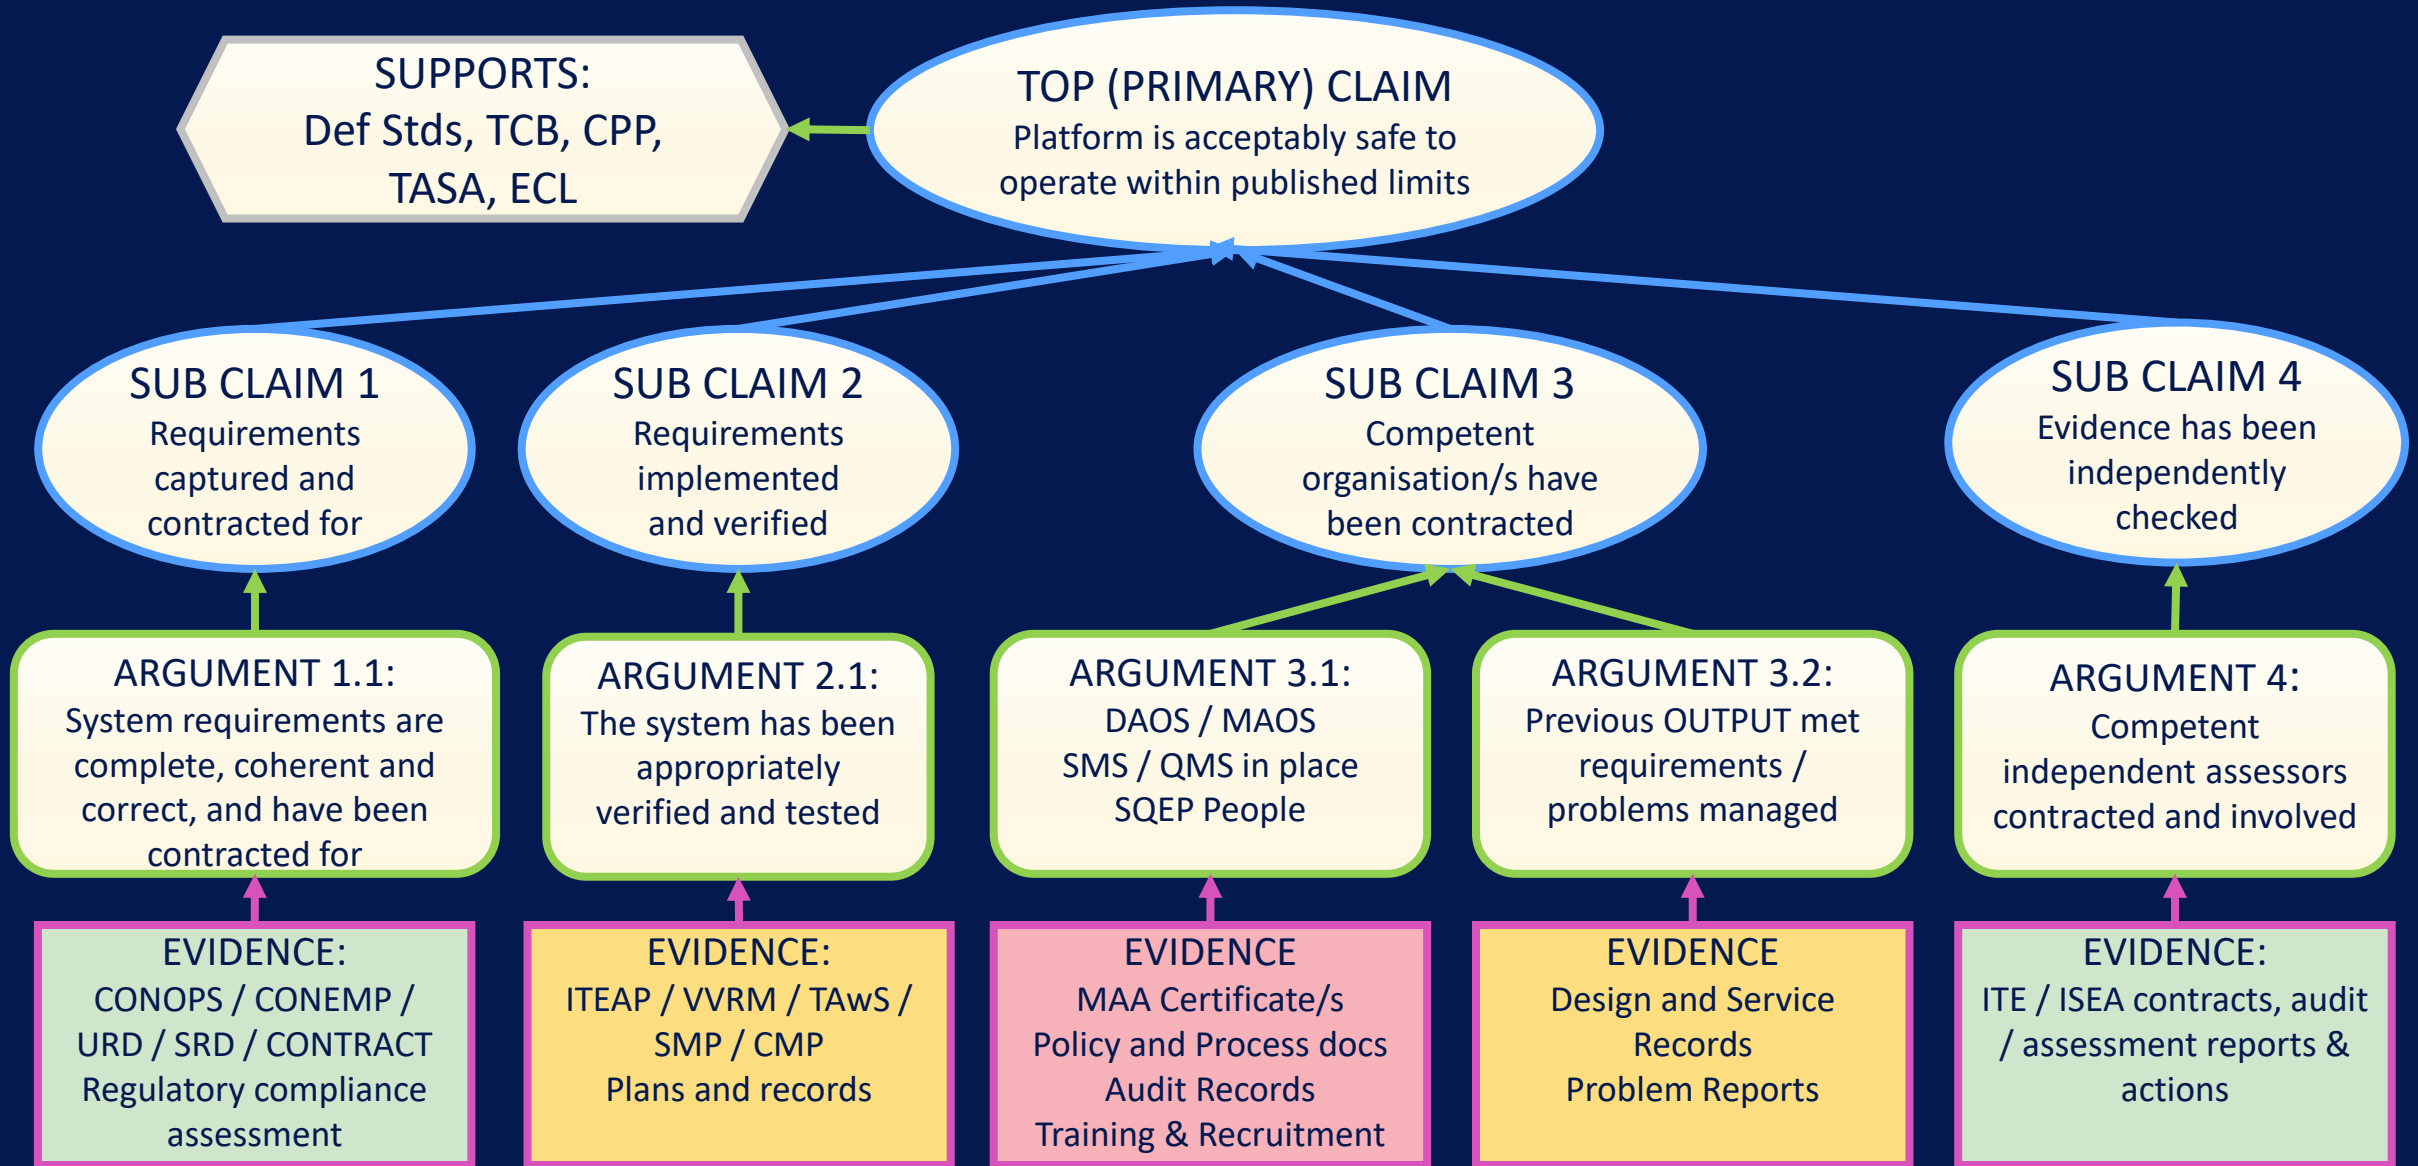 SUPPORTS:
Def Stds, TCB, CPP,
TASA, ECL
TOP (PRIMARY) CLAIM
Platform is acceptably safe to
operate within published limits
SUB CLAIM 1
Requirements
captured and
contracted for
SUB CLAIM 2
Requirements
implemented
and verified
SUB CLAIM 3
Competent
organisation/s have
been contracted
SUB CLAIM 4
Evidence has been
independently
checked
ARGUMENT 1.1:
System requirements are
complete, coherent and
correct, and have been
contracted for
ARGUMENT 2.1:
The system has been
appropriately
verified and tested
ARGUMENT 3.1:
DAOS / MAOS
SMS / QMS in place
SQEP People
ARGUMENT 3.2:
Previous OUTPUT met
requirements /
problems managed
ARGUMENT 4:
Competent
independent assessors
contracted and involved
EVIDENCE:
CONOPS / CONEMP /
URD / SRD / CONTRACT
Regulatory compliance
assessment
EVIDENCE:
ITEAP / VVRM / TAwS /
SMP / CMP
Plans and records
EVIDENCE
MAA Certificate/s
Policy and Process docs
Audit Records
Training & Recruitment
EVIDENCE
Design and Service
Records
Problem Reports
EVIDENCE:
ITE / ISEA contracts, audit
/ assessment reports &
actions